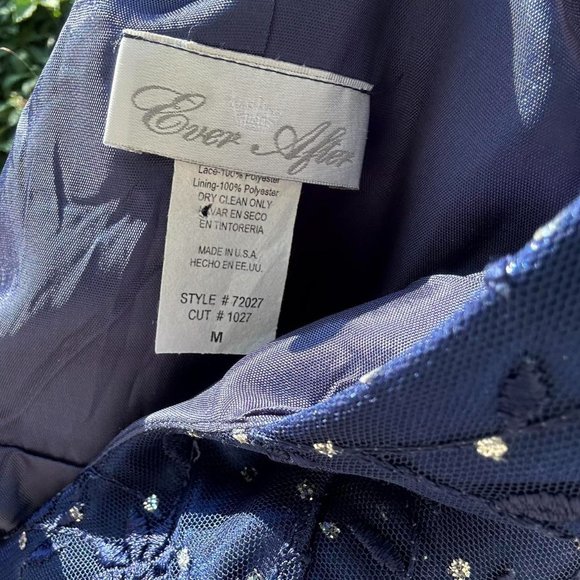 Ever After
Lace-100% Polyester
Lining-100% Polyester
DRY CLEAN ONLY
LAVAR EN SECO
EN TINTORERIA
MADE IN U.S.A.
HECHO EN EE.UU.
STYLE # 72027
CUT # 1027
M